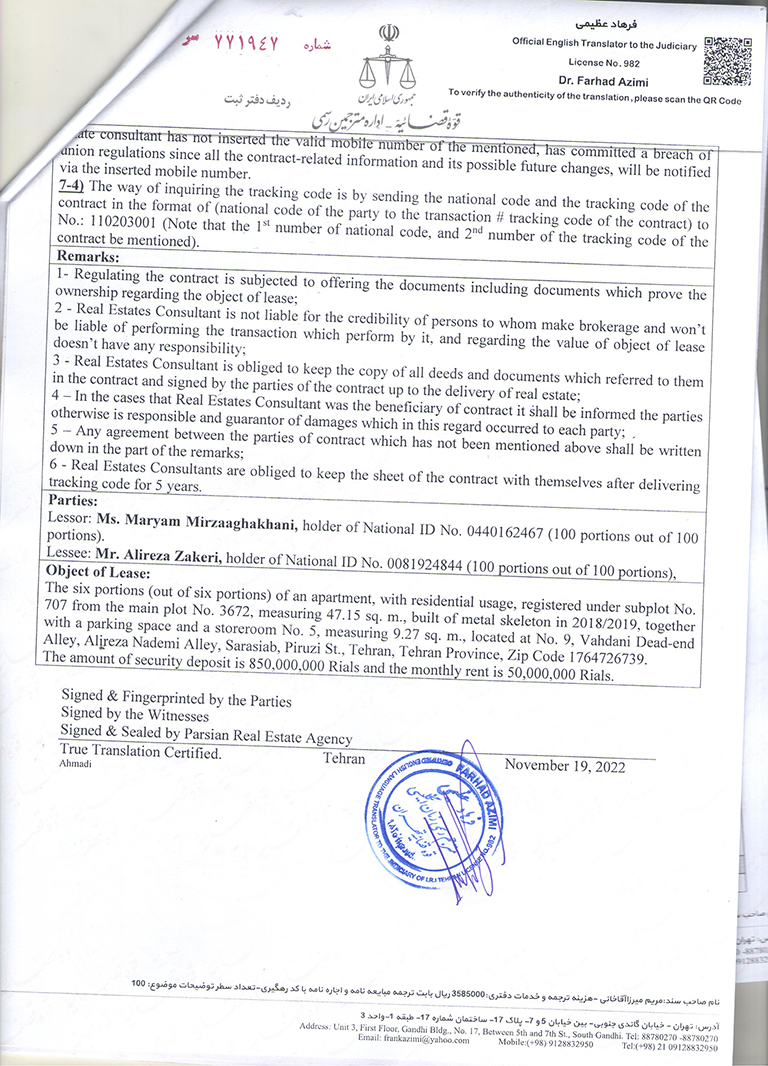 فرهاد عظیمی
Official English Translator to the Judiciary
License No. 982
Dr. Farhad Azimi
To verify the authenticity of the translation, please scan the QR Code
شماره ۷۷۱۹۴۷
جمهوری اسلامی ایران
ردیف دفتر ثبت
قوه قضائیه - اداره مترجمین رسمی
ate consultant has not inserted the valid mobile number of the mentioned, has committed a breach of
union regulations since all the contract-related information and its possible future changes, will be notified
via the inserted mobile number.
7-4) The way of inquiring the tracking code is by sending the national code and the tracking code of the
contract in the format of (national code of the party to the transaction # tracking code of the contract) to
No.: 110203001 (Note that the 1st number of national code, and 2nd number of the tracking code of the
contract be mentioned).
Remarks:
1- Regulating the contract is subjected to offering the documents including documents which prove the
ownership regarding the object of lease;
2 - Real Estates Consultant is not liable for the credibility of persons to whom make brokerage and won't
be liable of performing the transaction which perform by it, and regarding the value of object of lease
doesn't have any responsibility;
3 - Real Estates Consultant is obliged to keep the copy of all deeds and documents which referred to them
in the contract and signed by the parties of the contract up to the delivery of real estate;
4 – In the cases that Real Estates Consultant was the beneficiary of contract it shall be informed the parties
otherwise is responsible and guarantor of damages which in this regard occurred to each party;
5 – Any agreement between the parties of contract which has not been mentioned above shall be written
down in the part of the remarks;
6 - Real Estates Consultants are obliged to keep the sheet of the contract with themselves after delivering
tracking code for 5 years.
Parties:
Lessor: Ms. Maryam Mirzaaghakhani, holder of National ID No. 0440162467 (100 portions out of 100
portions).
Lessee: Mr. Alireza Zakeri, holder of National ID No. 0081924844 (100 portions out of 100 portions),
Object of Lease:
The six portions (out of six portions) of an apartment, with residential usage, registered under subplot No.
707 from the main plot No. 3672, measuring 47.15 sq. m., built of metal skeleton in 2018/2019, together
with a parking space and a storeroom No. 5, measuring 9.27 sq. m., located at No. 9, Vahdani Dead-end
Alley, Alireza Nademi Alley, Sarasiab, Piruzi St., Tehran, Tehran Province, Zip Code 1764726739.
The amount of security deposit is 850,000,000 Rials and the monthly rent is 50,000,000 Rials.
Signed & Fingerprinted by the Parties
Signed by the Witnesses
Signed & Sealed by Parsian Real Estate Agency
True Translation Certified. Tehran November 19, 2022
Ahmadi
FARHAD AZIMI
نام صاحب سند: مریم میرزاآقاخانی -هزینه ترجمه و خدمات دفتری: 3585000 ریال بابت ترجمه مبایعه نامه و اجاره نامه با کد رهگیری-تعداد سطر توضیحات موضوع: 100
آدرس: تهران - خیابان گاندی جنوبی- بین خیابان 5 و 7- پلاک 17- ساختمان شماره 17- طبقه 1-واحد 3
Address: Unit 3, First Floor, Gandhi Bldg., No. 17, Between 5th and 7th St., South Gandhi. Tel: 88780270 -88780770
Email: frankazimi@yahoo.com Mobile:(+98) 9128832950 Tel:(+98) 21 09128832950